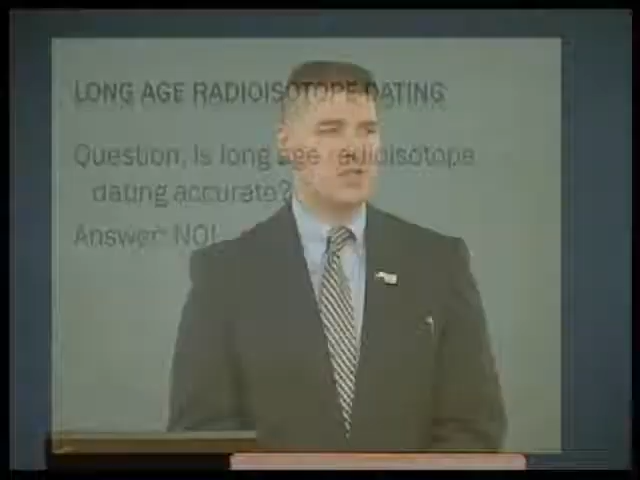 LONG AGE RADIOISOTOPE DATING
Question, Is long age radioisotope
dating accurate?
Answer: NO!